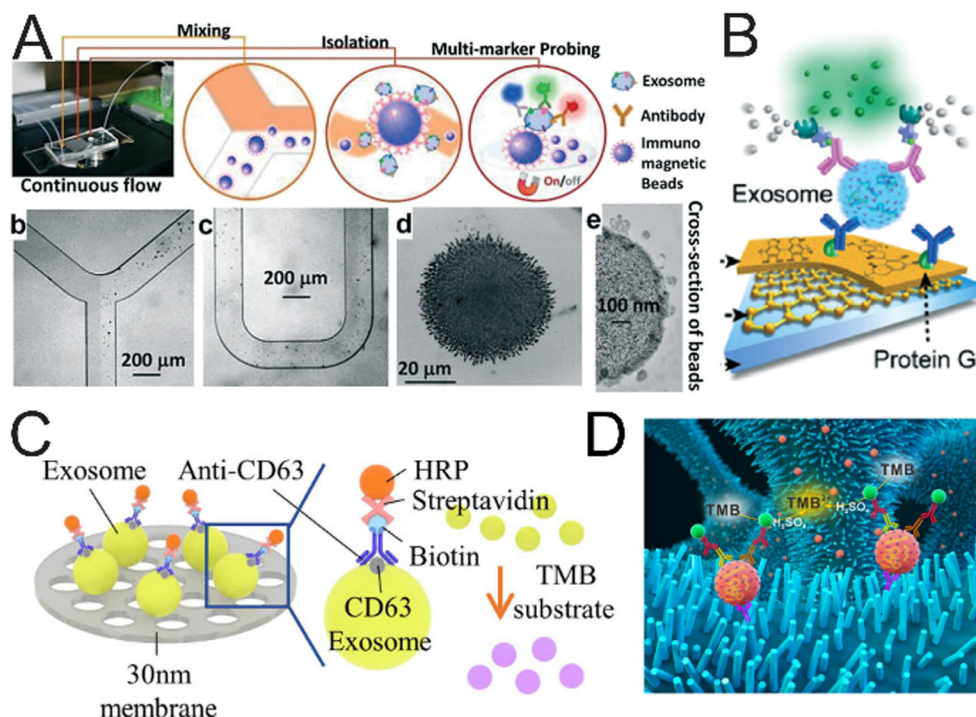 A
Mixing
Isolation
Multi-marker Probing
Continuous flow
On/off
Exosome
Antibody
Immuno
magnetic
Beads
b
200 μm
c
200 μm
d
20 μm
e
100 nm
Cross-section of beads
B
Exosome
Protein G
C
Exosome
Anti-CD63
30nm
membrane
HRP
Streptavidin
Biotin
CD63
Exosome
TMB
substrate
D
TMB
TMB
TMB